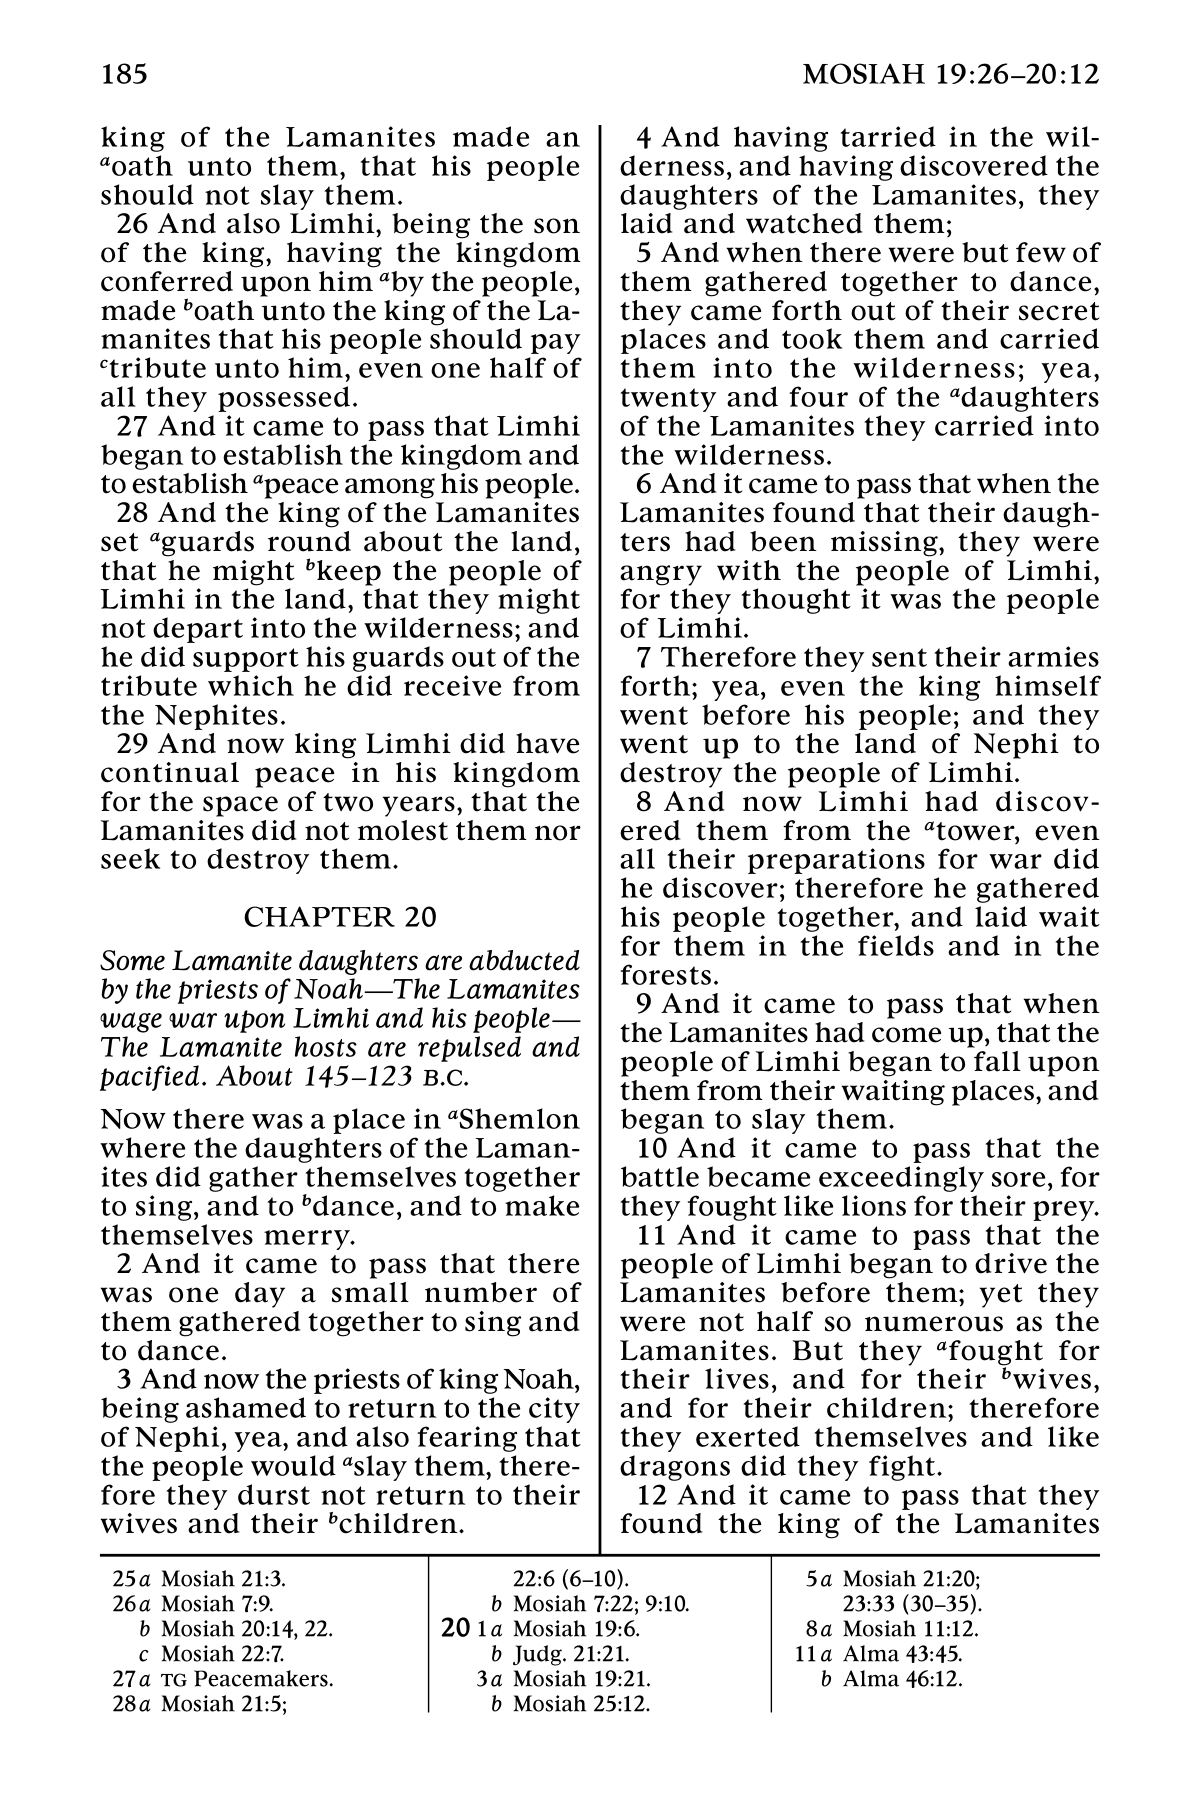 185
MOSIAH 19:26–20:12
king of the Lamanites made an
aoath unto them, that his people
should not slay them.
26 And also Limhi, being the son
of the king, having the kingdom
conferred upon him aby the people,
made boath unto the king of the La-
manites that his people should pay
ctribute unto him, even one half of
all they possessed.
27 And it came to pass that Limhi
began to establish the kingdom and
to establish apeace among his people.
28 And the king of the Lamanites
set aguards round about the land,
that he might bkeep the people of
Limhi in the land, that they might
not depart into the wilderness; and
he did support his guards out of the
tribute which he did receive from
the Nephites.
29 And now king Limhi did have
continual peace in his kingdom
for the space of two years, that the
Lamanites did not molest them nor
seek to destroy them.
CHAPTER 20
Some Lamanite daughters are abducted
by the priests of Noah—The Lamanites
wage war upon Limhi and his people—
The Lamanite hosts are repulsed and
pacified. About 145–123 B.C.
Now there was a place in aShemlon
where the daughters of the Laman-
ites did gather themselves together
to sing, and to bdance, and to make
themselves merry.
2 And it came to pass that there
was one day a small number of
them gathered together to sing and
to dance.
3 And now the priests of king Noah,
being ashamed to return to the city
of Nephi, yea, and also fearing that
the people would aslay them, there-
fore they durst not return to their
wives and their bchildren.
4 And having tarried in the wil-
derness, and having discovered the
daughters of the Lamanites, they
laid and watched them;
5 And when there were but few of
them gathered together to dance,
they came forth out of their secret
places and took them and carried
them into the wilderness; yea,
twenty and four of the adaughters
of the Lamanites they carried into
the wilderness.
6 And it came to pass that when the
Lamanites found that their daugh-
ters had been missing, they were
angry with the people of Limhi,
for they thought it was the people
of Limhi.
7 Therefore they sent their armies
forth; yea, even the king himself
went before his people; and they
went up to the land of Nephi to
destroy the people of Limhi.
8 And now Limhi had discov-
ered them from the atower, even
all their preparations for war did
he discover; therefore he gathered
his people together, and laid wait
for them in the fields and in the
forests.
9 And it came to pass that when
the Lamanites had come up, that the
people of Limhi began to fall upon
them from their waiting places, and
began to slay them.
10 And it came to pass that the
battle became exceedingly sore, for
they fought like lions for their prey.
11 And it came to pass that the
people of Limhi began to drive the
Lamanites before them; yet they
were not half so numerous as the
Lamanites. But they afought for
their lives, and for their bwives,
and for their children; therefore
they exerted themselves and like
dragons did they fight.
12 And it came to pass that they
found the king of the Lamanites
25a Mosiah 21:3.
26a Mosiah 7:9.
b Mosiah 20:14, 22.
c Mosiah 22:7.
27a TG Peacemakers.
28a Mosiah 21:5;
22:6 (6–10).
b Mosiah 7:22; 9:10.
20 1a Mosiah 19:6.
b Judg. 21:21.
3a Mosiah 19:21.
b Mosiah 25:12.
5a Mosiah 21:20;
23:33 (30–35).
8a Mosiah 11:12.
11a Alma 43:45.
b Alma 46:12.